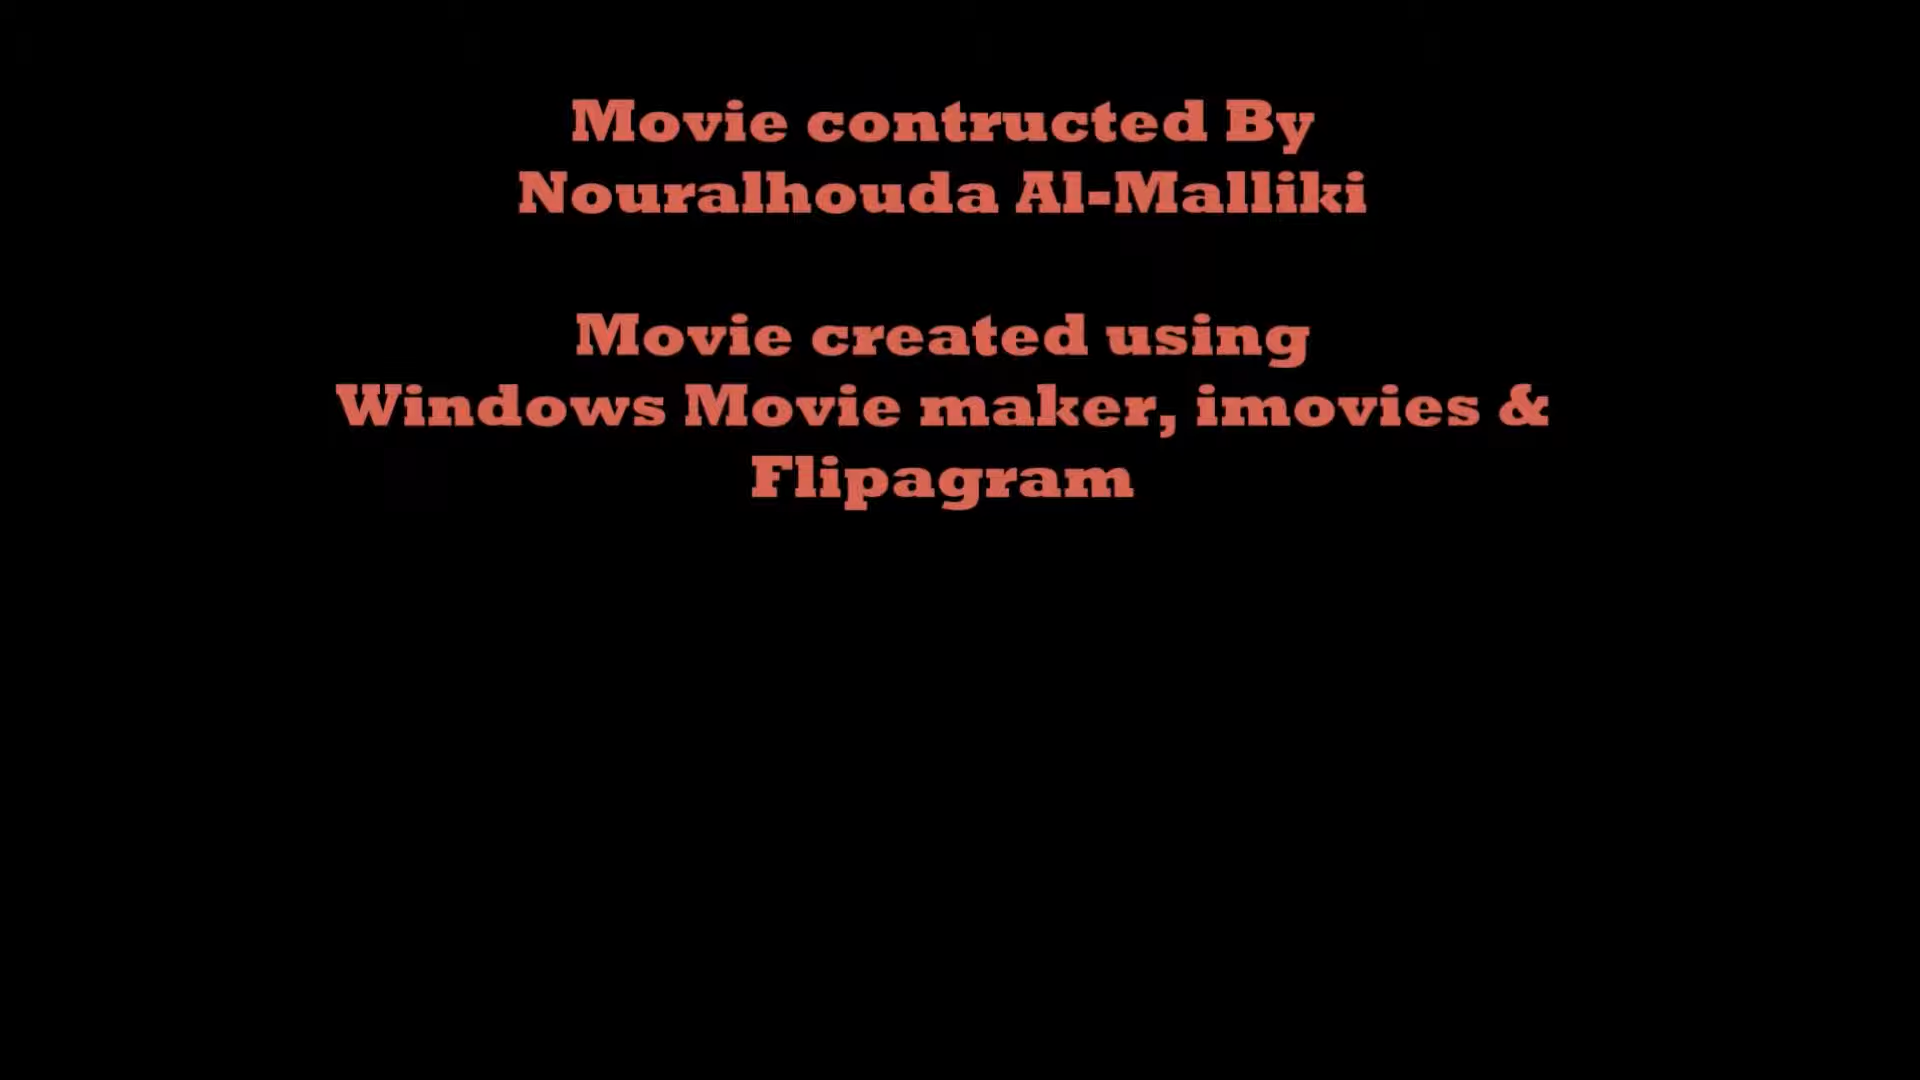 Movie contructed By
Nouralhouda Al-Malliki
Movie created using
Windows Movie maker, imovies &
Flipagram